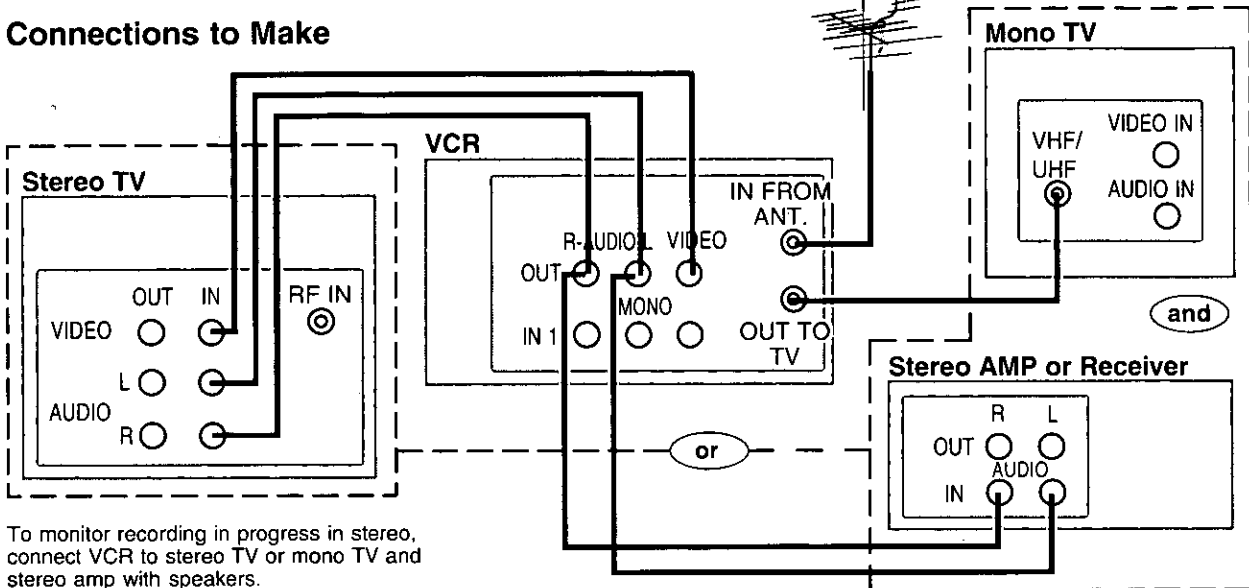 Connections to Make
Mono TV
VHF/
UHF
VIDEO IN
AUDIO IN
and
VCR
IN FROM
ANT.
R-AUDIO L VIDEO
OUT
MONO
IN 1
OUT TO
TV
Stereo TV
OUT IN
RF IN
VIDEO
L
AUDIO
R
or
Stereo AMP or Receiver
R L
OUT
AUDIO
IN
To monitor recording in progress in stereo,
connect VCR to stereo TV or mono TV and
stereo amp with speakers.